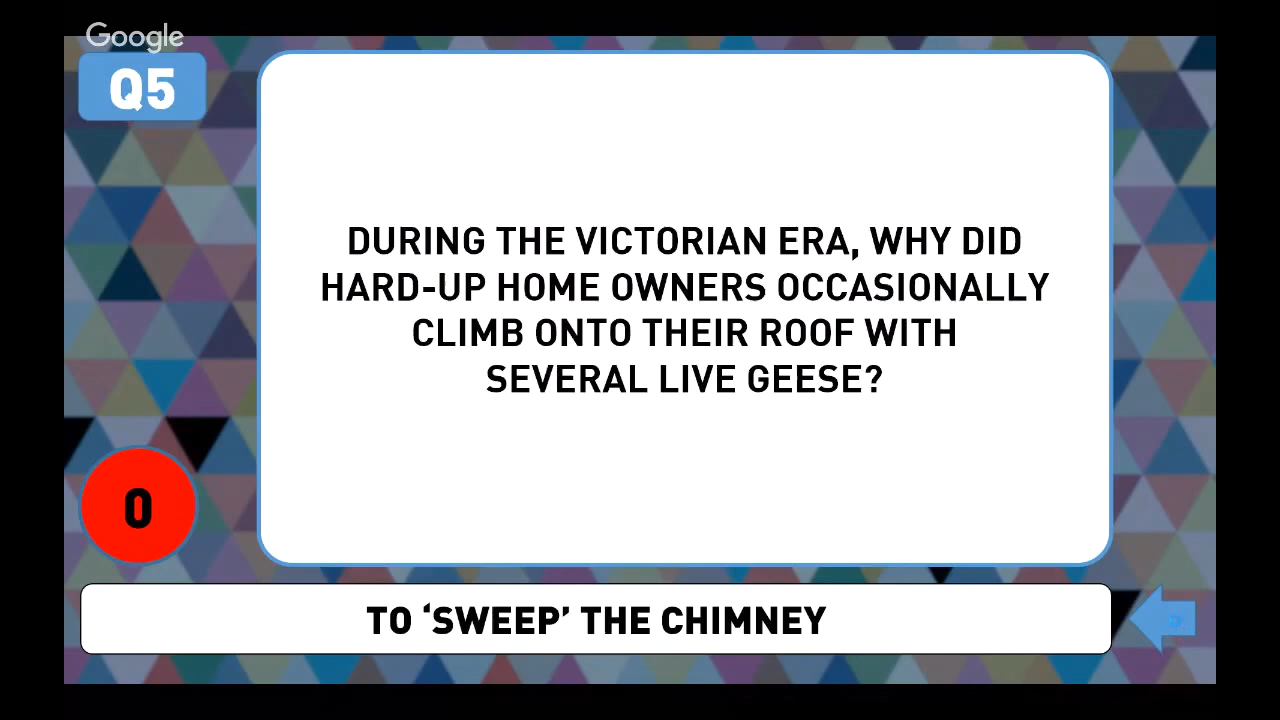 Google
Q5
DURING THE VICTORIAN ERA, WHY DID
HARD-UP HOME OWNERS OCCASIONALLY
CLIMB ONTO THEIR ROOF WITH
SEVERAL LIVE GEESE?
0
TO ‘SWEEP’ THE CHIMNEY